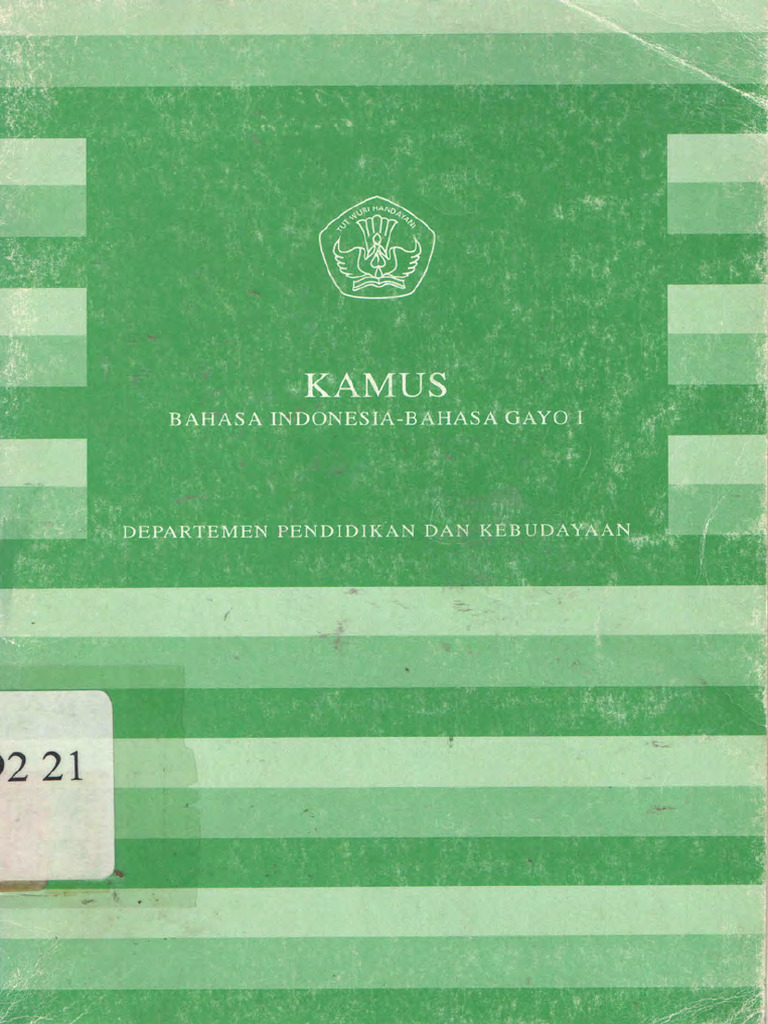 TUT WURI HANDAYANI
KAMUS
BAHASA INDONESIA-BAHASA GAYO I
DEPARTEMEN PENDIDIKAN DAN KEBUDAYAAN
2 21